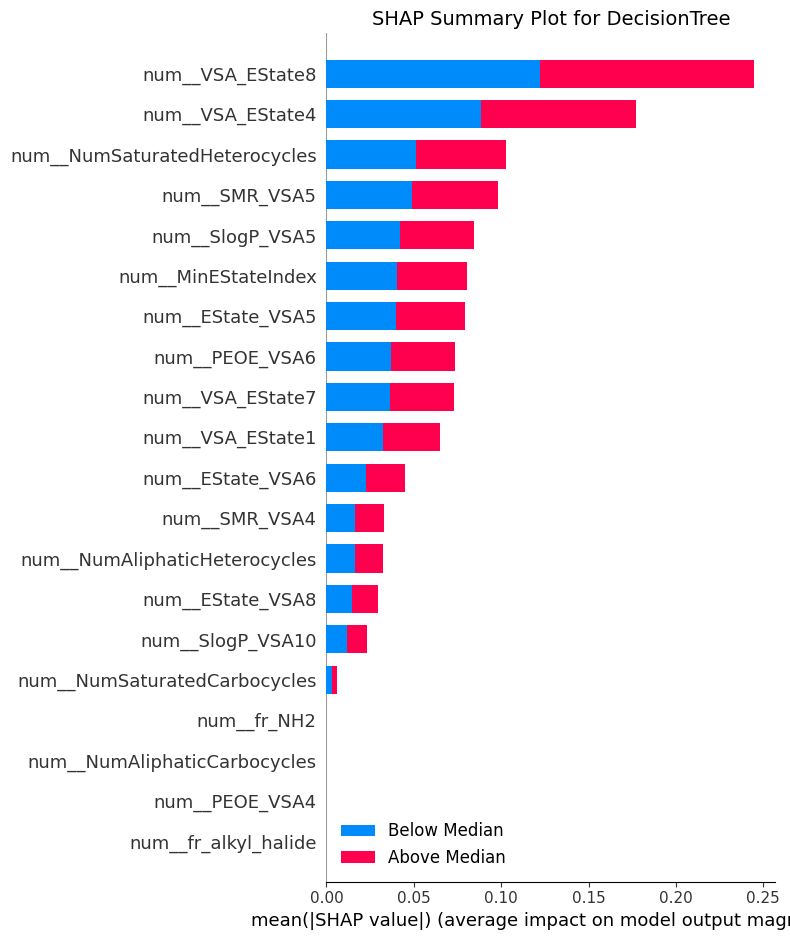 SHAP Summary Plot for DecisionTree
num__VSA_EState8
num__VSA_EState4
num__NumSaturatedHeterocycles
num__SMR_VSA5
num__SlogP_VSA5
num__MinEStateIndex
num__EState_VSA5
num__PEOE_VSA6
num__VSA_EState7
num__VSA_EState1
num__EState_VSA6
num__SMR_VSA4
num__NumAliphaticHeterocycles
num__EState_VSA8
num__SlogP_VSA10
num__NumSaturatedCarbocycles
num__fr_NH2
num__NumAliphaticCarbocycles
num__PEOE_VSA4
num__fr_alkyl_halide
Below Median
Above Median
0.00 0.05 0.10 0.15 0.20 0.25
mean(|SHAP value|) (average impact on model output magn